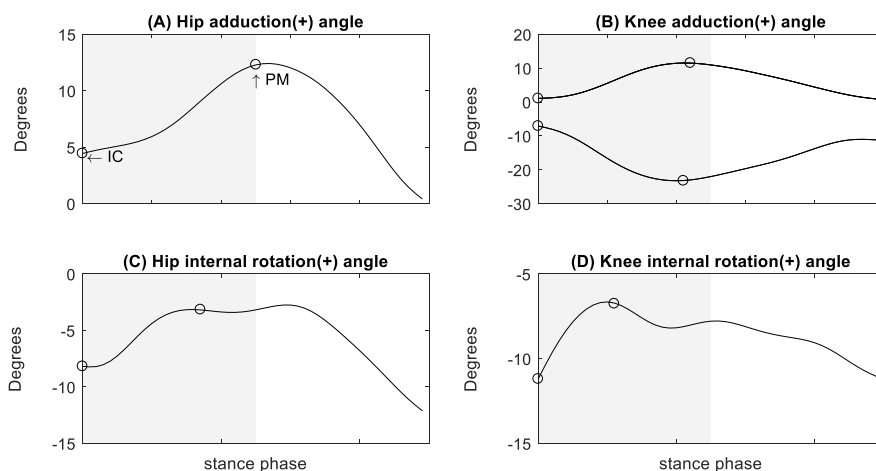 (A) Hip adduction(+) angle
15
10
5
0
Degrees
↑ PM
← IC
(B) Knee adduction(+) angle
20
10
0
-10
-20
-30
Degrees
(C) Hip internal rotation(+) angle
0
-5
-10
-15
Degrees
stance phase
(D) Knee internal rotation(+) angle
-5
-10
-15
Degrees
stance phase